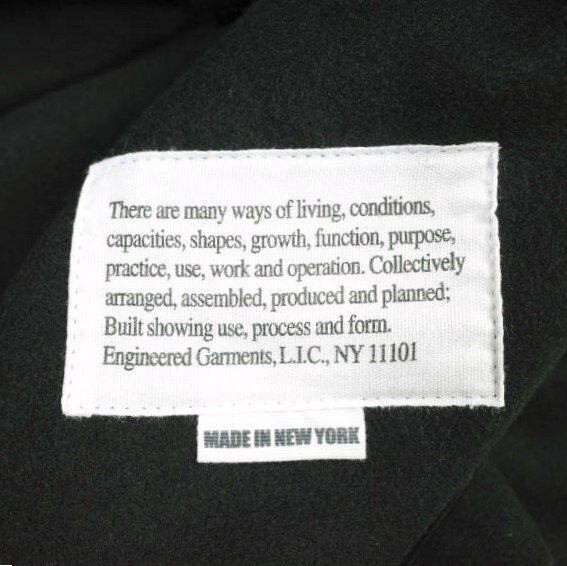 There are many ways of living, conditions,
capacities, shapes, growth, function, purpose,
practice, use, work and operation. Collectively
arranged, assembled, produced and planned;
Built showing use, process and form.
Engineered Garments, L.I.C., NY 11101
MADE IN NEW YORK